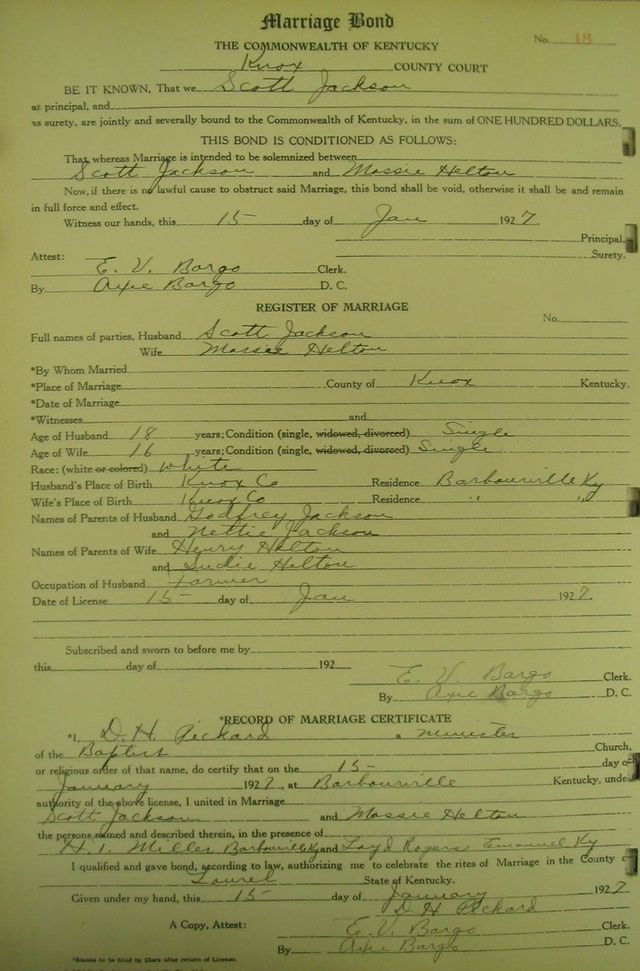 Marriage Bond
No. 18
THE COMMONWEALTH OF KENTUCKY
Knox COUNTY COURT
BE IT KNOWN, That we Scott Jackson
as principal, and
as surety, are jointly and severally bound to the Commonwealth of Kentucky, in the sum of ONE HUNDRED DOLLARS.
THIS BOND IS CONDITIONED AS FOLLOWS:
That whereas Marriage is intended to be solemnized between
Scott Jackson and Mossie Helton
Now, if there is no lawful cause to obstruct said Marriage, this bond shall be void, otherwise it shall be and remain
in full force and effect.
Witness our hands, this 15 day of Jan 1927.
Principal,
Surety.
Attest:
E. V. Bargo Clerk.
By Bargo D. C.
REGISTER OF MARRIAGE
No.
Full names of parties, Husband Scott Jackson
Wife Mossie Helton
*By Whom Married
*Place of Marriage County of Knox Kentucky.
*Date of Marriage
*Witnesses and
Age of Husband 18 years; Condition (single, widowed, divorced) Single
Age of Wife 16 years; Condition (single, widowed, divorced) Single
Race: (white or colored) White
Husband's Place of Birth Knox Co Residence Barbourville Ky
Wife's Place of Birth Knox Co Residence " "
Names of Parents of Husband Godfrey Jackson
and Nettie Jackson
Names of Parents of Wife Henry Helton
and Sudie Helton
Occupation of Husband Farmer
Date of License 15 day of Jan 1927.
Subscribed and sworn to before me by
this day of 192
E. V. Bargo Clerk.
By Bargo D. C.
*RECORD OF MARRIAGE CERTIFICATE
*I, D. H. Pickard a Minister
of the Baptist Church,
or religious order of that name, do certify that on the 15 day of
January 1927, at Barbourville Kentucky, under
authority of the above license, I united in Marriage
Scott Jackson and Mossie Helton
the persons named and described therein, in the presence of
H. T. Miller Barbourville Ky and Loyd Rogers Emanuel Ky
I qualified and gave bond, according to law, authorizing me to celebrate the rites of Marriage in the County of
Laurel State of Kentucky.
Given under my hand, this 15 day of January 1927
D H Pickard
A Copy, Attest: E. V. Bargo Clerk.
By Bargo D. C.
*Blanks to be filled by Clerk after return of License.